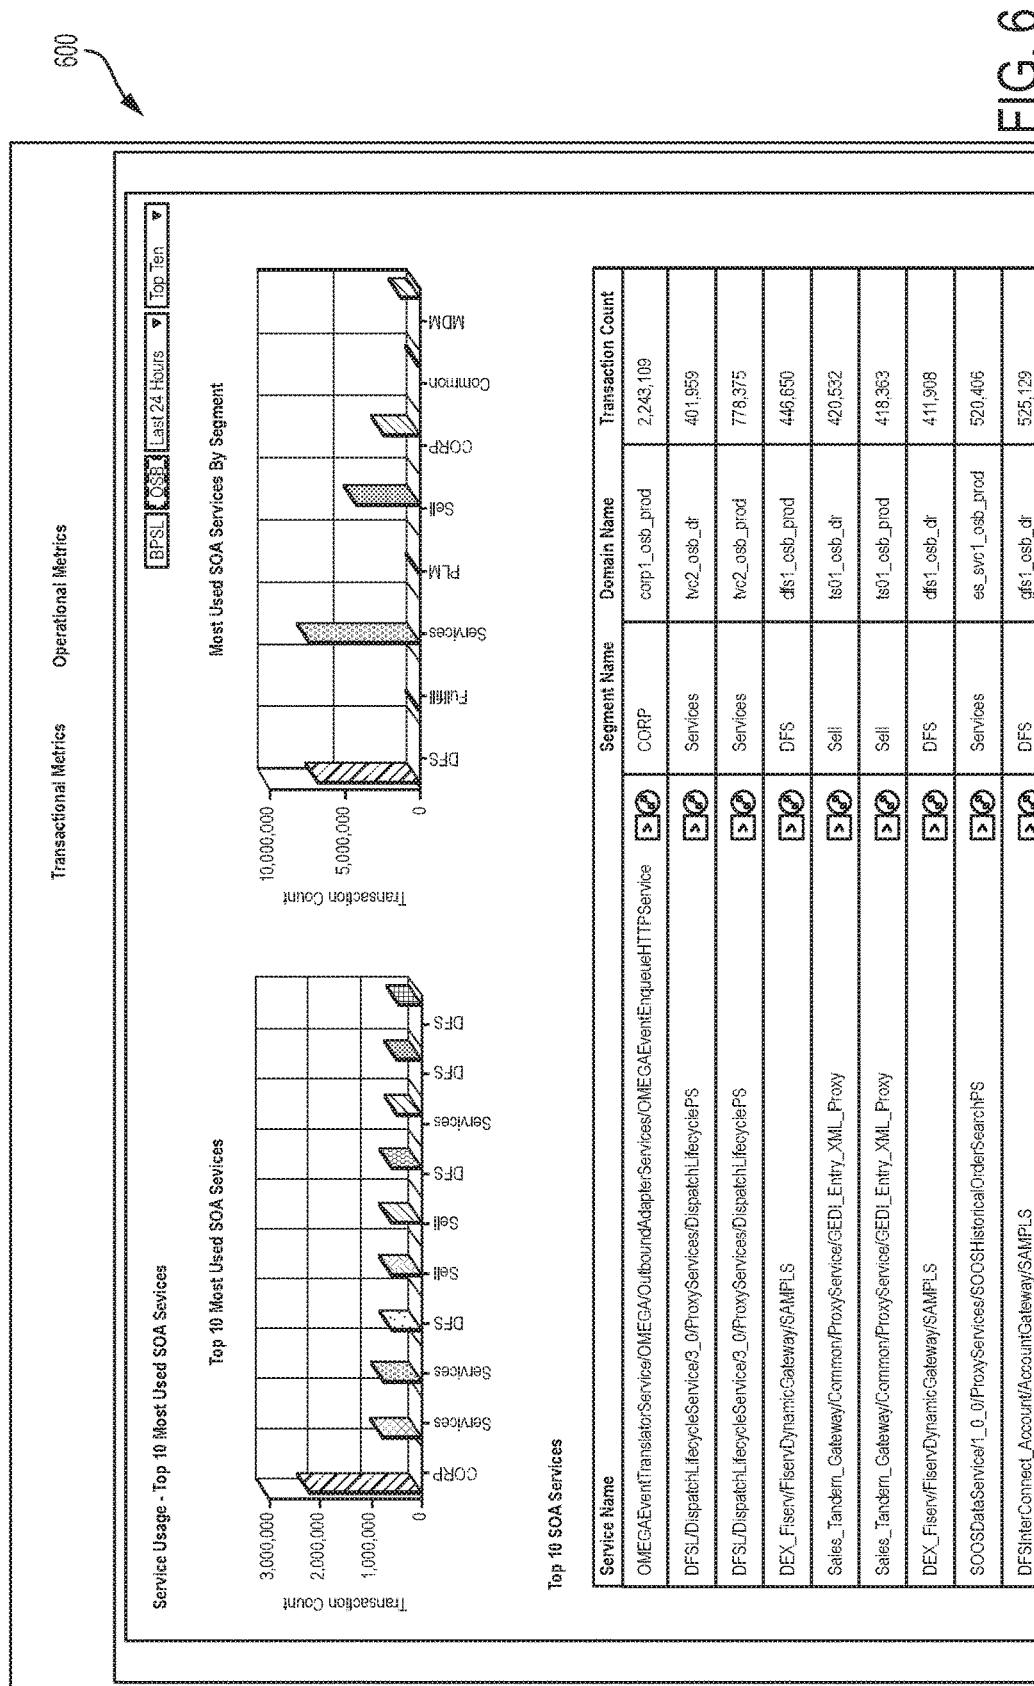 600
Transactional Metrics Operational Metrics
Service Usage - Top 10 Most Used SOA Sevices
BPSL OSB Last 24 Hours Top Ten
Top 10 Most Used SOA Sevices
Transaction Count
3,000,000
2,000,000
1,000,000
0
CORP Services Services DFS Sell Sell DFS Services DFS DFS
Most Used SOA Services By Segment
Transaction Count
10,000,000
5,000,000
0
DFS Fulfill Services PLM Sell CORP Common MDM
Top 10 SOA Services
Service Name Segment Name Domain Name Transaction Count
OMEGAEventTranslatorService/OMEGA/OutboundAdapterServices/OMEGAEventEnqueueHTTPService > CORP corp1_osb_prod 2,243,109
DFSL/DispatchLifecycleService/3_0/ProxyServices/DispatchLifecyclePS > Services tvc2_osb_dr 401,959
DFSL/DispatchLifecycleService/3_0/ProxyServices/DispatchLifecyclePS > Services tvc2_osb_prod 778,375
DEX_Fiserv/FiservDynamicGateway/SAMPLS > DFS dfs1_osb_prod 446,650
Sales_Tandem_Gateway/Common/ProxyService/GEDI_Entry_XML_Proxy > Sell ts01_osb_dr 420,532
Sales_Tandem_Gateway/Common/ProxyService/GEDI_Entry_XML_Proxy > Sell ts01_osb_prod 418,363
DEX_Fiserv/FiservDynamicGateway/SAMPLS > DFS dfs1_osb_dr 411,908
SOOSDataService/1_0_0/ProxyServices/SOOSHistoricalOrderSearchPS > Services es_svc1_osb_prod 520,406
DFSInterConnect_Account/AccountGateway/SAMPLS > DFS gfs1_osb_dr 525,129
FIG. 6